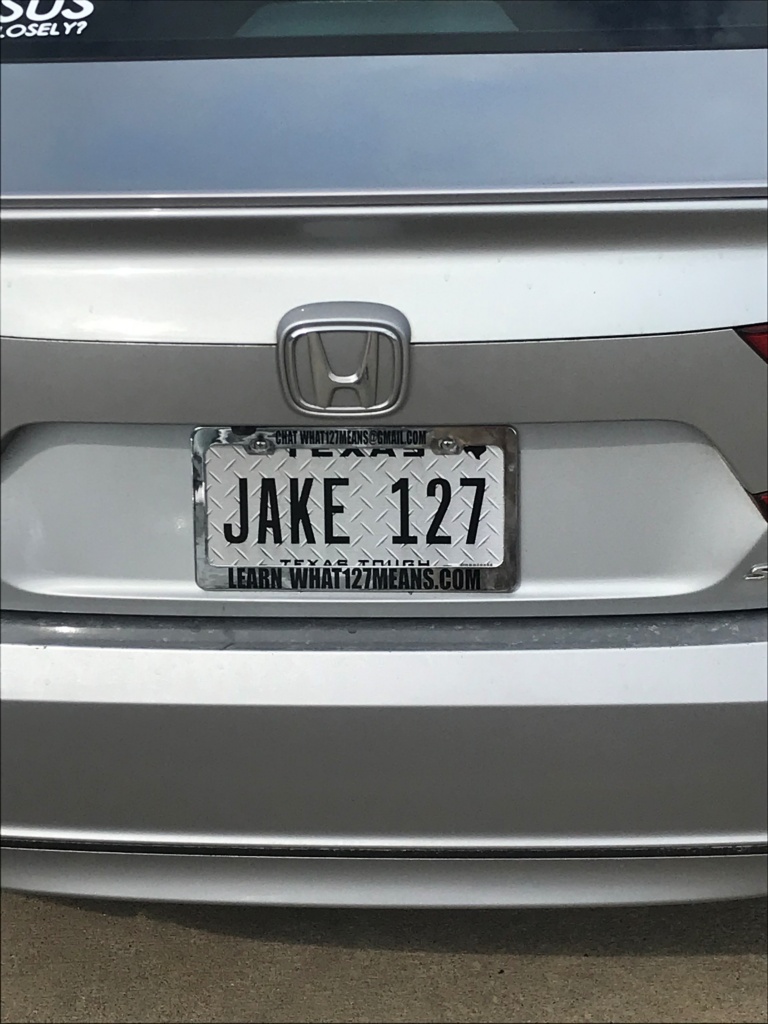 SUS
LOSELY?
CHAT WHAT127MEANS@GMAIL.COM
TEXAS
JAKE 127
TEXAS TOUGH
LEARN WHAT127MEANS.COM
S